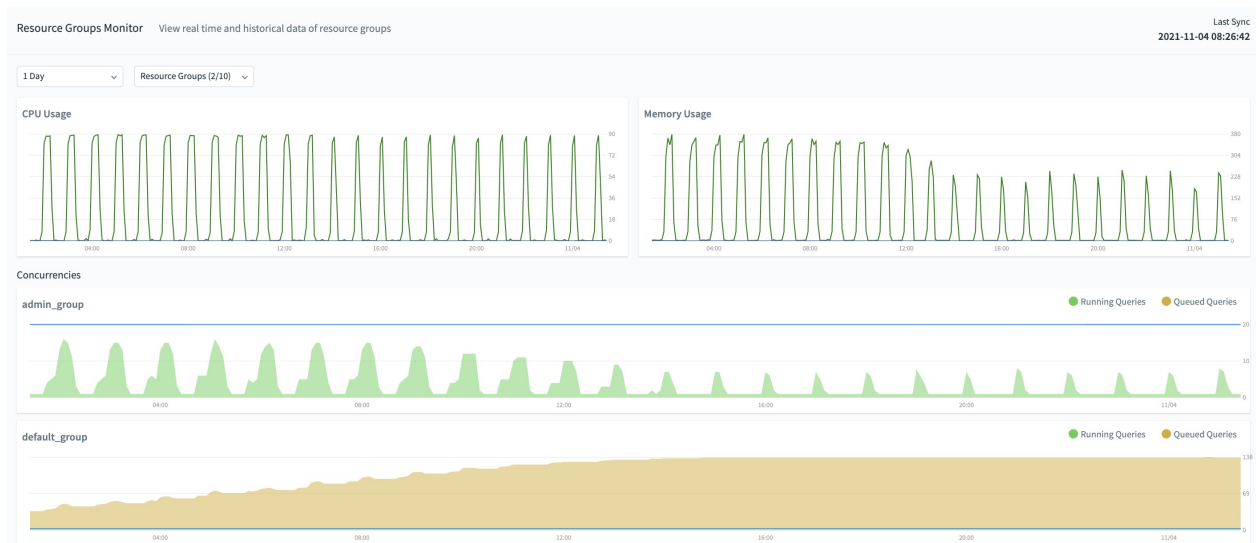 Resource Groups Monitor View real time and historical data of resource groups
Last Sync
2021-11-04 08:26:42
1 Day
Resource Groups (2/10)
CPU Usage
90
72
54
36
18
0
04:00 08:00 12:00 16:00 20:00 11/04
Memory Usage
380
304
228
152
76
0
04:00 08:00 12:00 16:00 20:00 11/04
Concurrencies
admin_group
Running Queries Queued Queries
20
10
0
04:00 08:00 12:00 16:00 20:00 11/04
default_group
Running Queries Queued Queries
138
69
0
04:00 08:00 12:00 16:00 20:00 11/04